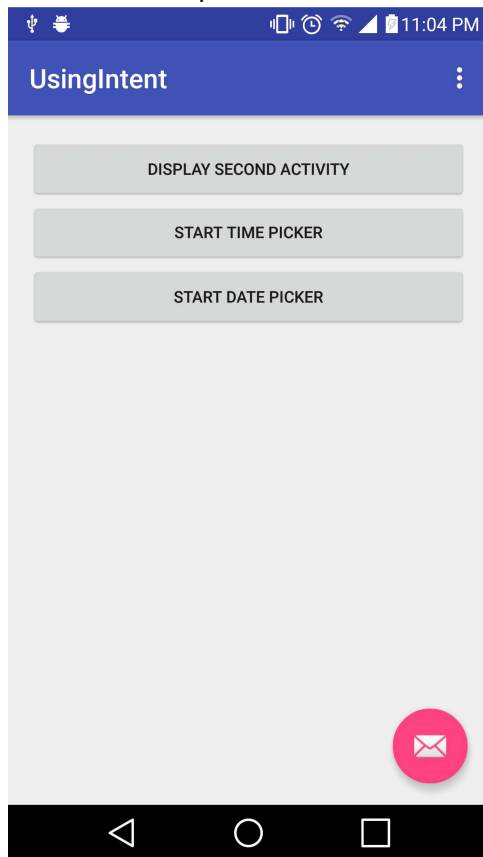 11:04 PM
UsingIntent
DISPLAY SECOND ACTIVITY
START TIME PICKER
START DATE PICKER